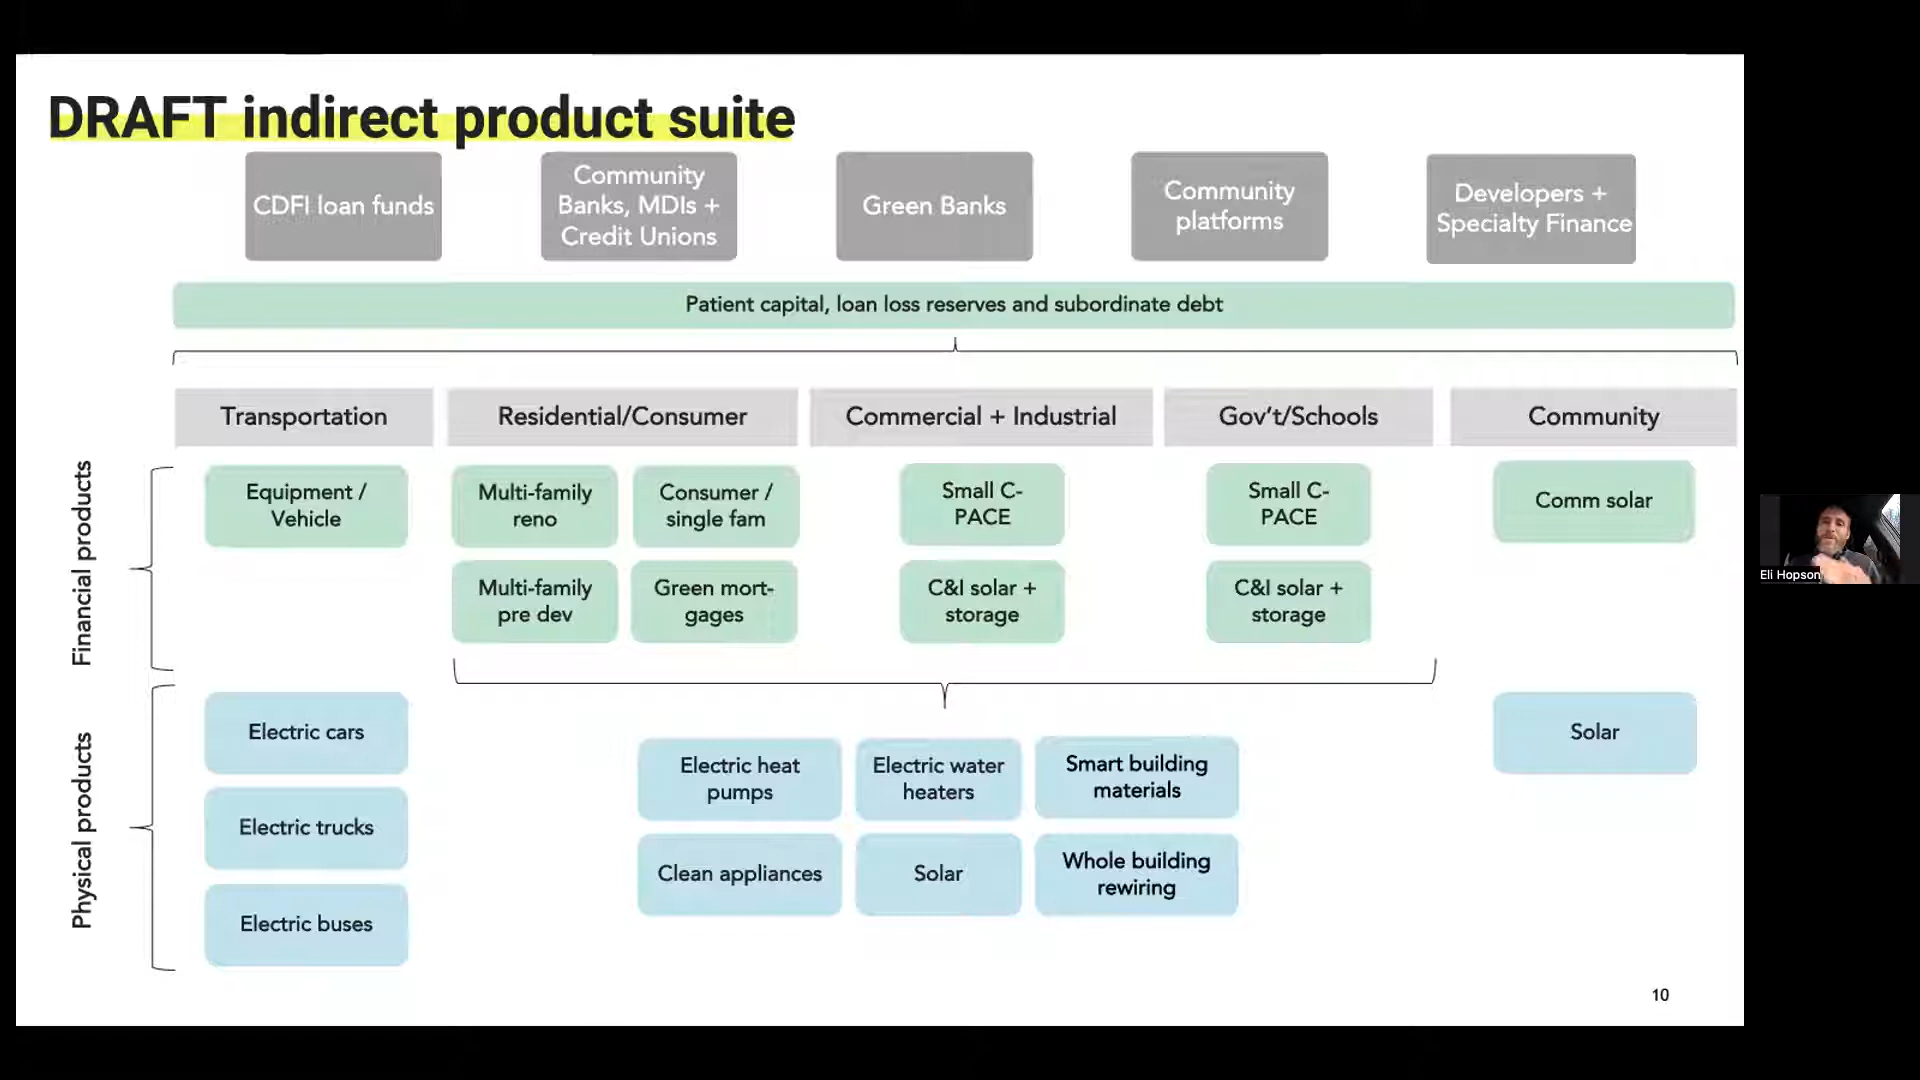 DRAFT indirect product suite
CDFI loan funds
Community
Banks, MDIs +
Credit Unions
Green Banks
Community
platforms
Developers +
Specialty Finance
Patient capital, loan loss reserves and subordinate debt
Transportation
Residential/Consumer
Commercial + Industrial
Gov't/Schools
Community
Financial products
Equipment /
Vehicle
Multi-family
reno
Consumer /
single fam
Small C-
PACE
Small C-
PACE
Comm solar
Multi-family
pre dev
Green mort-
gages
C&I solar +
storage
C&I solar +
storage
Physical products
Electric cars
Electric trucks
Electric buses
Electric heat
pumps
Electric water
heaters
Smart building
materials
Clean appliances
Solar
Whole building
rewiring
Solar
10
Eli Hopson